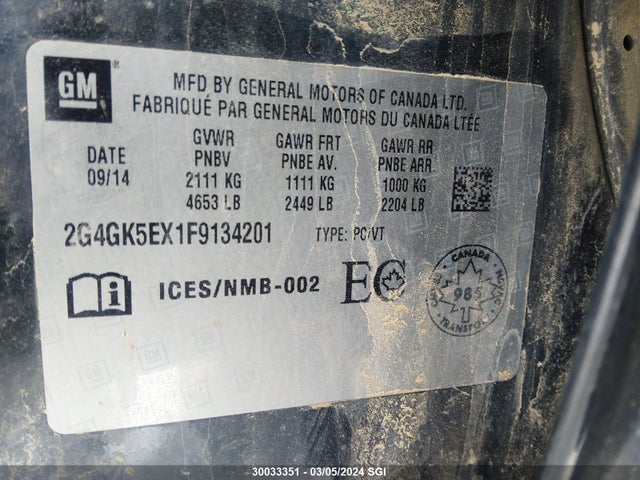 GM®
MFD BY GENERAL MOTORS OF CANADA LTD.
FABRIQUÉ PAR GENERAL MOTORS DU CANADA LTÉE
DATE
09/14
GVWR
PNBV
2111 KG
4653 LB
GAWR FRT
PNBE AV.
1111 KG
2449 LB
GAWR RR
PNBE ARR.
1000 KG
2204 LB
2G4GK5EX1F9134201 TYPE: PC/VT
ICES/NMB-002 EC
CANADA
TRANSPORT
30033351 — 03/05/2024 SGI